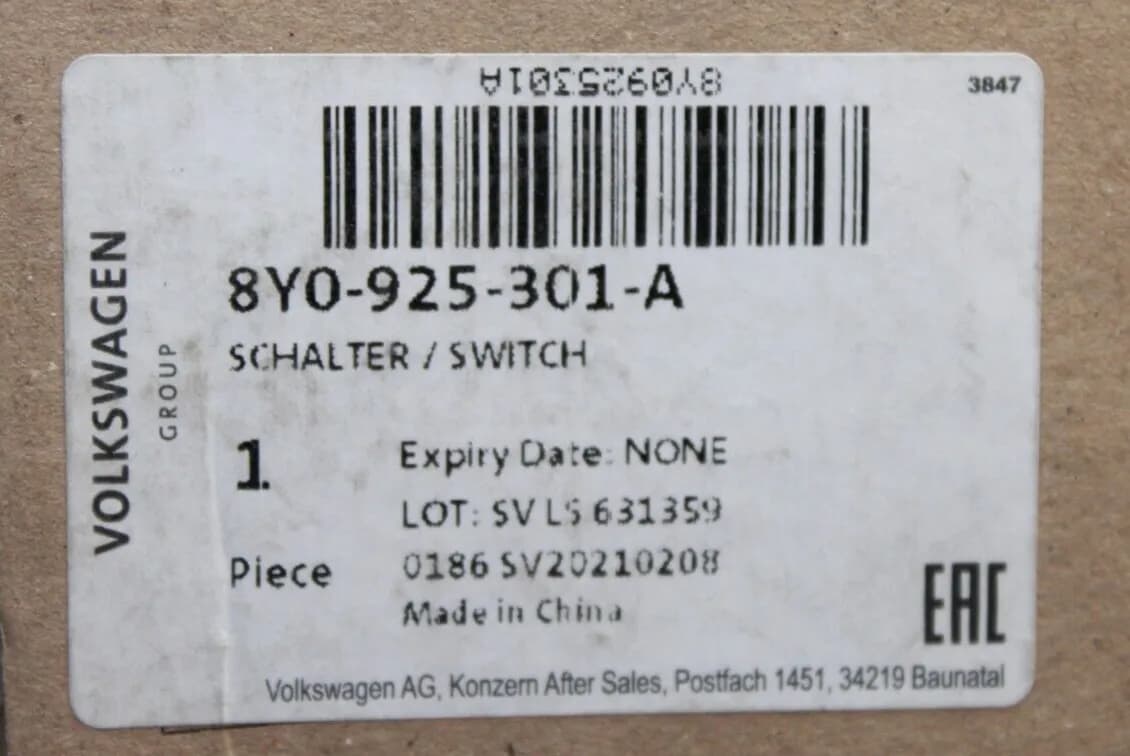 8Y0925301A
3847
8Y0-925-301-A
SCHALTER / SWITCH
VOLKSWAGEN
GROUP
1
Expiry Date: NONE
LOT: SV LS 631359
Piece
0186 SV20210208
Made in China
EAC
Volkswagen AG, Konzern After Sales, Postfach 1451, 34219 Baunatal